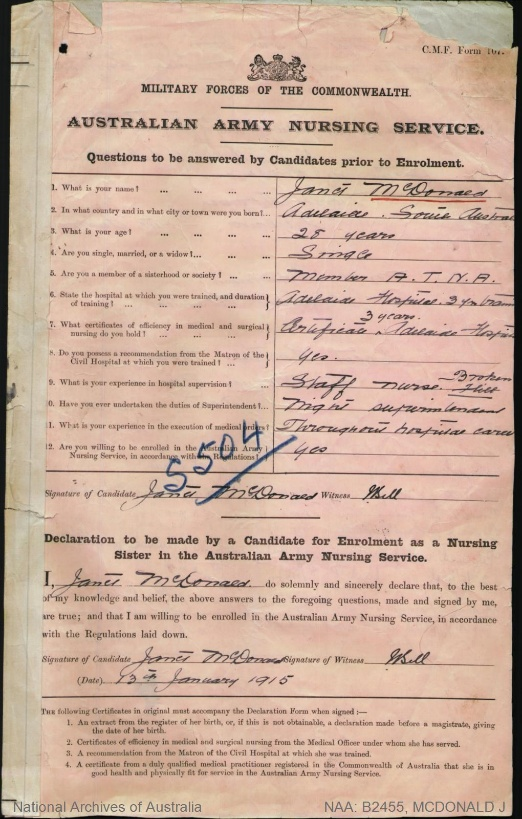 C.M.F. Form
MILITARY FORCES OF THE COMMONWEALTH.
AUSTRALIAN ARMY NURSING SERVICE.
Questions to be answered by Candidates prior to Enrolment.
1. What is your name? ... ... ... Janet McDonald
2. In what country and in what city or town were you born? ... Adelaide. South Austral
3. What is your age? ... ... ... 28 years
4. Are you single, married, or a widow? ... ... Single
5. Are you a member of a sisterhood or society? ... ... Member A.T.N.A.
6. State the hospital at which you were trained, and duration Adelaide Hospital 3 yrs
of training? ... ... ... ...
3 years.
7. What certificates of efficiency in medical and surgical Certificate. Adelaide Hospi
nursing do you hold? ... ... ...
8. Do you possess a recommendation from the Matron of the
Civil Hospital at which you were trained? ... ... yes.
9. What is your experience in hospital supervision? ... Staff nurse Broken Hill
0. Have you ever undertaken the duties of Superintendent? ... Night superintendent
1. What is your experience in the execution of medical orders? Throughout hospital career
2. Are you willing to be enrolled in the Australian Army yes
Nursing Service, in accordance with the Regulations?
5504
Signature of Candidate Janet McDonald Witness
Declaration to be made by a Candidate for Enrolment as a Nursing
Sister in the Australian Army Nursing Service.
I, Janet McDonald do solemnly and sincerely declare that, to the best
of my knowledge and belief, the above answers to the foregoing questions, made and signed by me,
are true; and that I am willing to be enrolled in the Australian Army Nursing Service, in accordance
with the Regulations laid down.
Signature of Candidate Janet McDonald Signature of Witness
(Date) 13th January 1915
THE following Certificates in original must accompany the Declaration Form when signed :—
1. An extract from the register of her birth, or, if this is not obtainable, a declaration made before a magistrate, giving
the date of her birth.
2. Certificates of efficiency in medical and surgical nursing from the Medical Officer under whom she has served.
3. A recommendation from the Matron of the Civil Hospital at which she was trained.
4. A certificate from a duly qualified medical practitioner registered in the Commonwealth of Australia that she is in
good health and physically fit for service in the Australian Army Nursing Service.
National Archives of Australia NAA: B2455, MCDONALD J